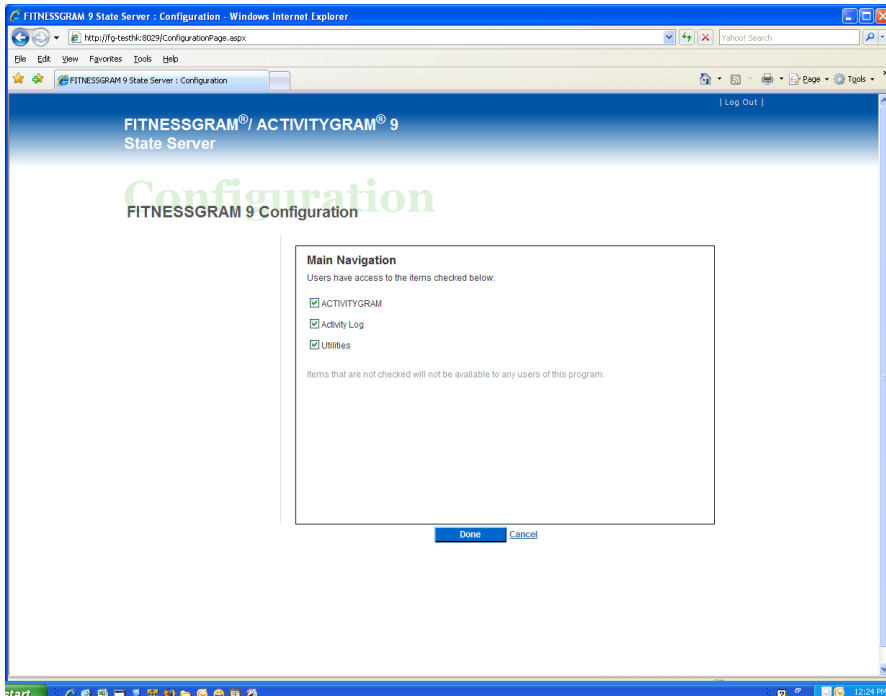 FITNESSGRAM 9 State Server : Configuration - Windows Internet Explorer
http://fg-testhk:8029/ConfigurationPage.aspx
Yahoo! Search
File Edit View Favorites Tools Help
FITNESSGRAM 9 State Server : Configuration
Page Tools
| Log Out |
FITNESSGRAM®/ ACTIVITYGRAM® 9
State Server
Configuration
FITNESSGRAM 9 Configuration
Main Navigation
Users have access to the items checked below:
ACTIVITYGRAM
Activity Log
Utilities
Items that are not checked will not be available to any users of this program.
Done Cancel
start
12:24 PM